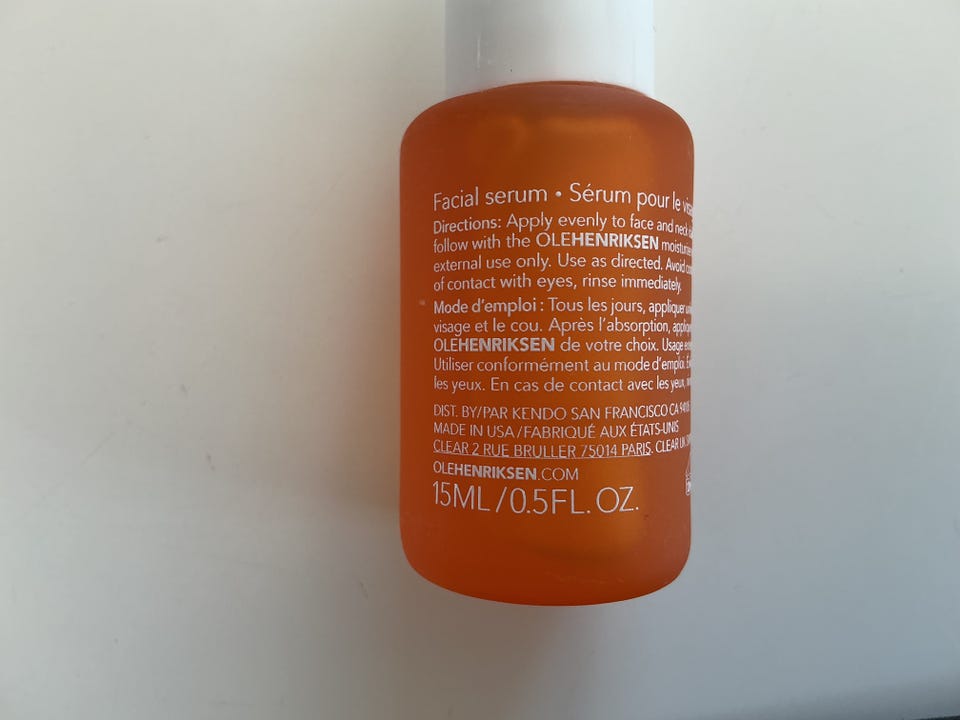 Facial serum • Sérum pour le
Directions: Apply evenly to face and neck
follow with the OLEHENRIKSEN
external use only. Use as directed. Avoid
of contact with eyes, rinse immediately.
Mode d'emploi : Tous les jours, appliquer
visage et le cou. Après l'absorption,
OLEHENRIKSEN de votre choix. Usage
Utiliser conformément au mode d'emploi.
les yeux. En cas de contact avec les yeux,
DIST. BY/PAR KENDO SAN FRANCISCO CA
MADE IN USA/FABRIQUÉ AUX ÉTATS-UNIS
CLEAR 2 RUE BRULLER 75014 PARIS. CLEAR
OLEHENRIKSEN.COM
15ML/0.5FL. OZ.